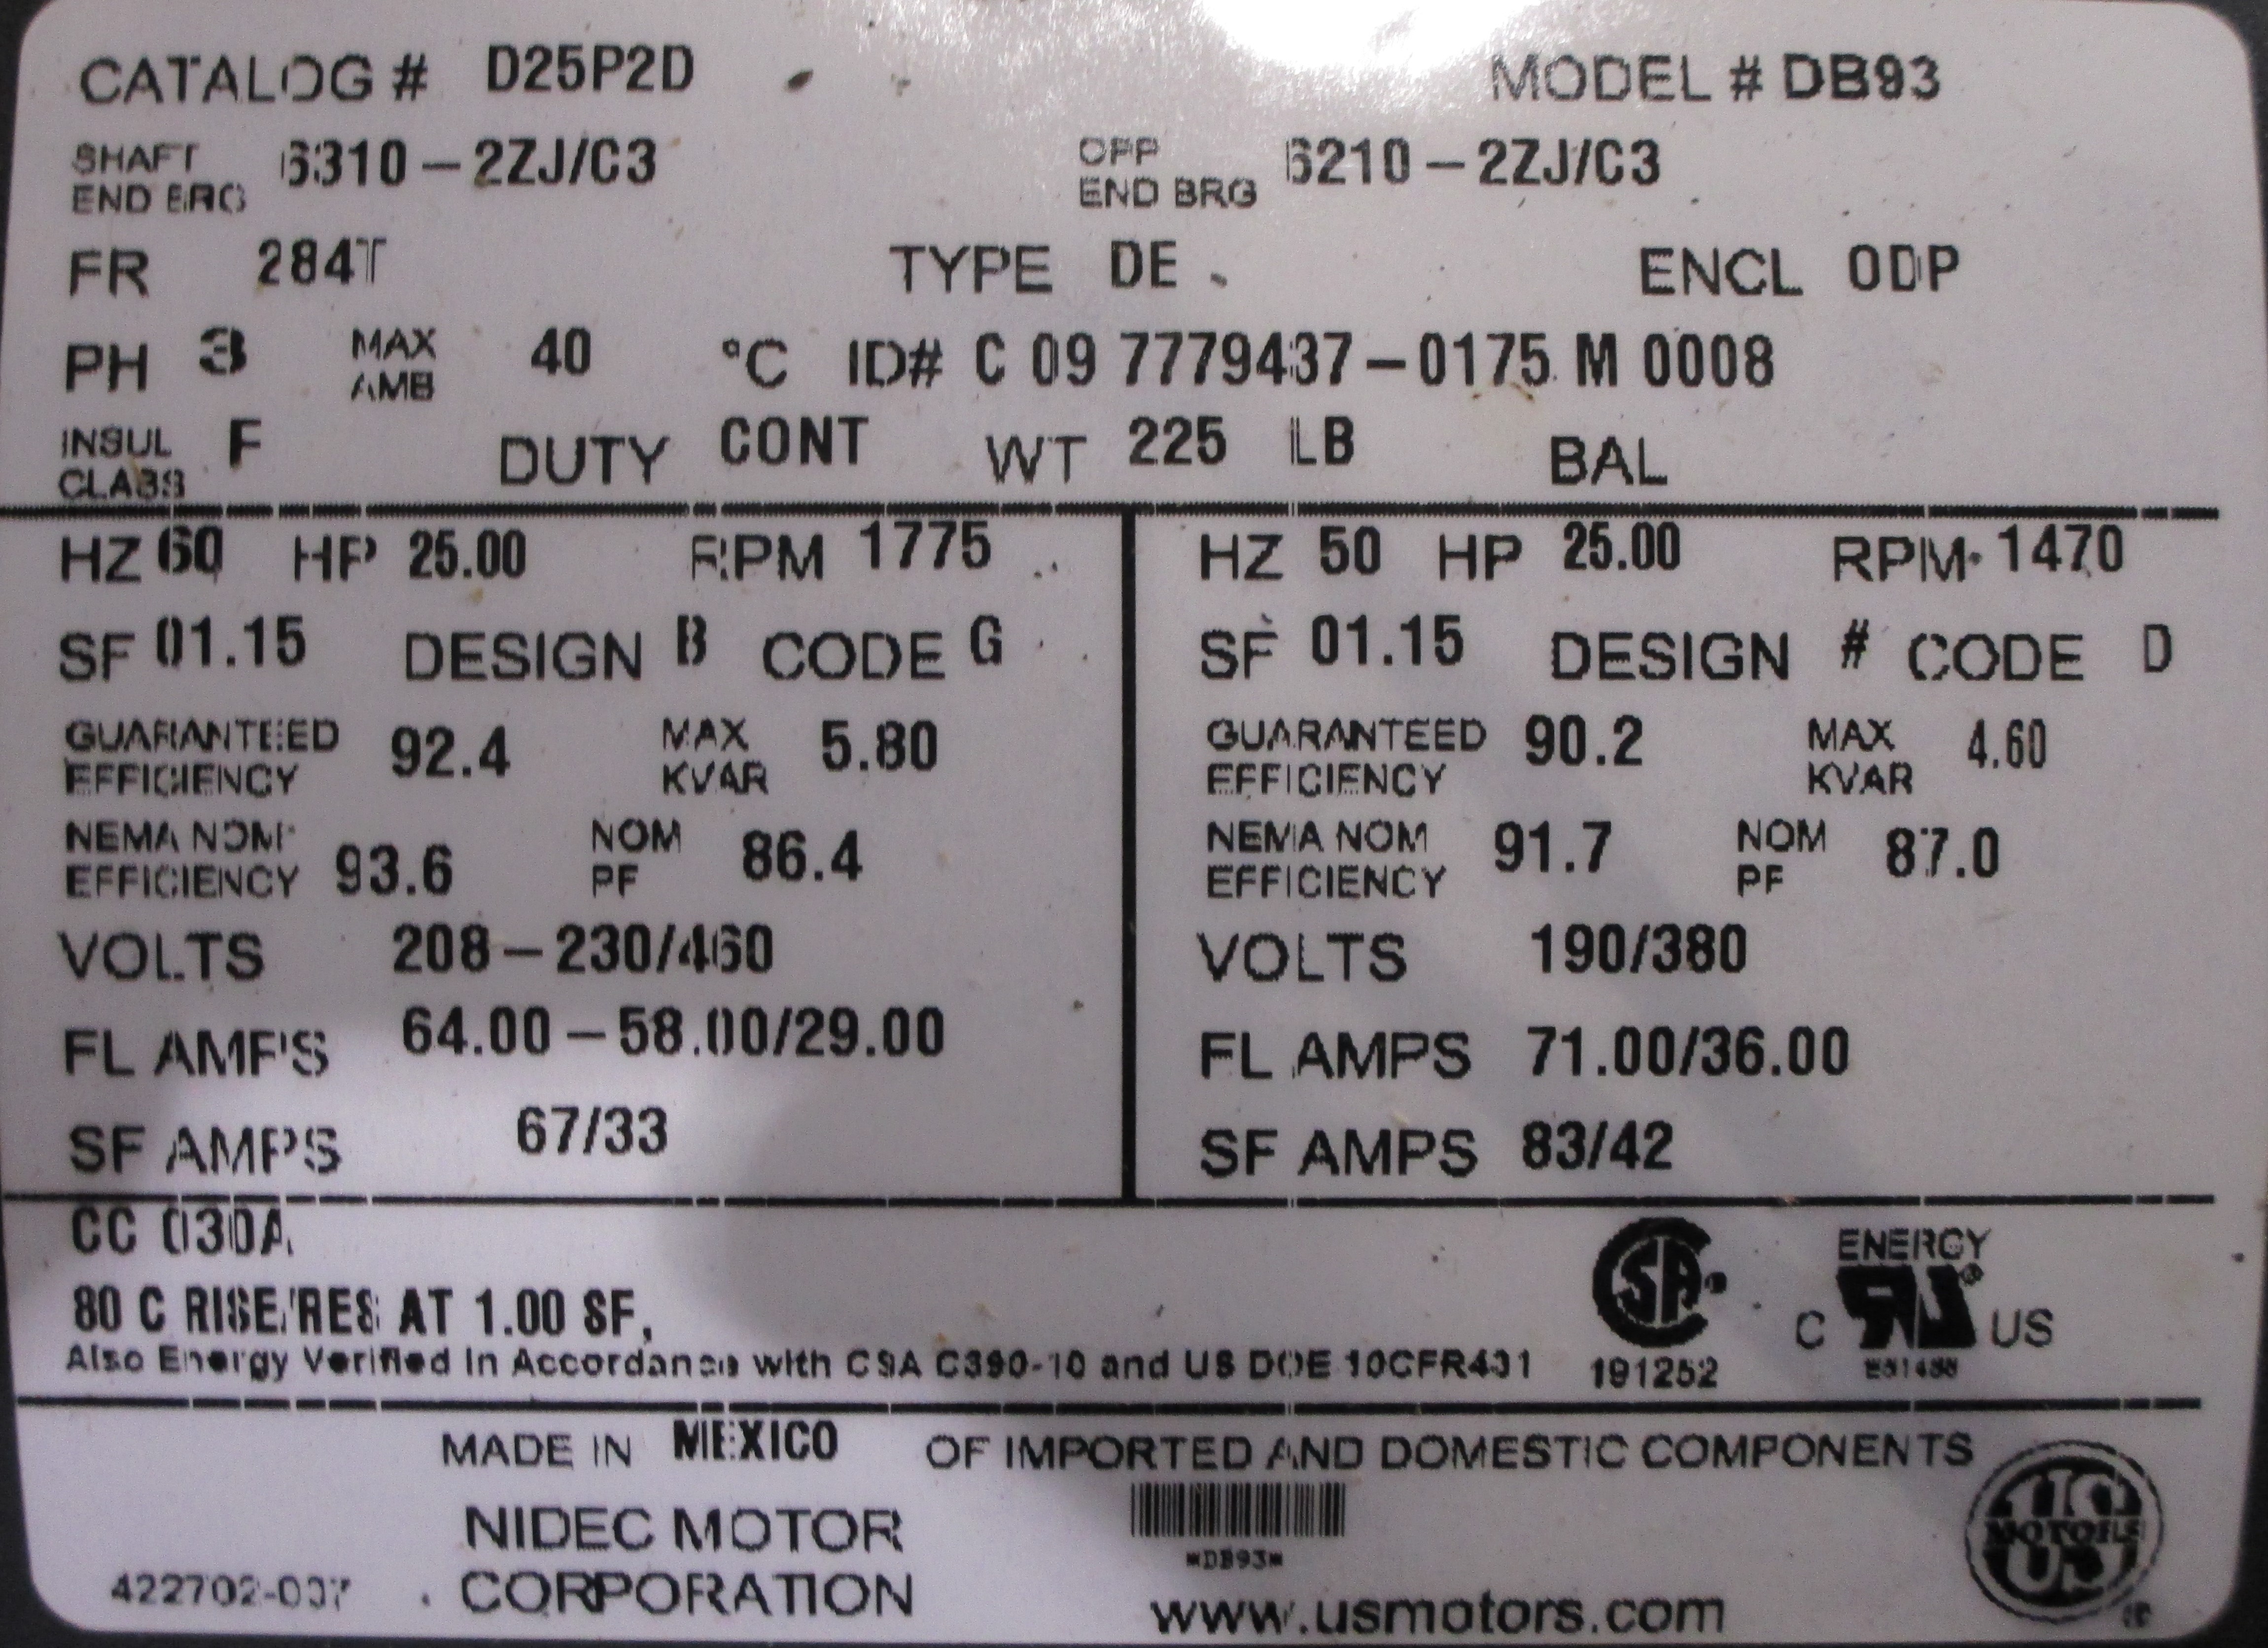 CATALOG # D25P2D MODEL # DB93
SHAFT END BRG 6310-2ZJ/C3 OPP END BRG 6210-2ZJ/C3
FR 284T TYPE DE ENCL ODP
PH 3 MAX AMB 40 °C ID# C 09 7779437-0175 M 0008
INSUL CLASS F DUTY CONT WT 225 LB BAL
HZ 60 HP 25.00 RPM 1775
SF 01.15 DESIGN B CODE G
GUARANTEED EFFICIENCY 92.4 MAX KVAR 5.80
NEMA NOM EFFICIENCY 93.6 NOM PF 86.4
VOLTS 208-230/460
FL AMPS 64.00-58.00/29.00
SF AMPS 67/33
HZ 50 HP 25.00 RPM 1470
SF 01.15 DESIGN # CODE D
GUARANTEED EFFICIENCY 90.2 MAX KVAR 4.60
NEMA NOM EFFICIENCY 91.7 NOM PF 87.0
VOLTS 190/380
FL AMPS 71.00/36.00
SF AMPS 83/42
CC 030A
80 C RISE/RES AT 1.00 SF,
Also Energy Verified In Accordance with CSA C390-10 and US DOE 10CFR431
SA
191252
ENERGY
C US
MADE IN MEXICO OF IMPORTED AND DOMESTIC COMPONENTS
NIDEC MOTOR
CORPORATION
*DB93*
422702-007
www.usmotors.com
US MOTORS